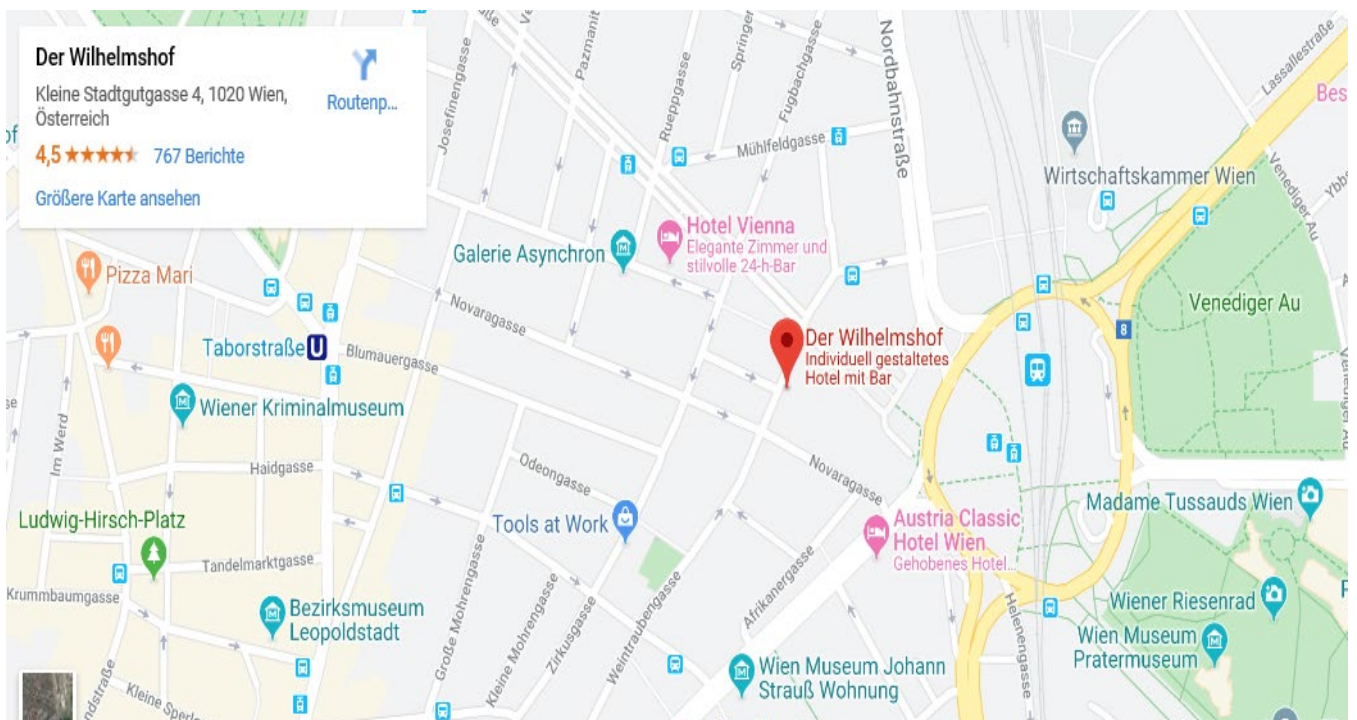 Der Wilhelmshof
Kleine Stadtgutgasse 4, 1020 Wien,
Österreich
Routenp...
4,5
767 Berichte
Größere Karte ansehen
Josefinengasse
Pazmanit
Rueppgasse
Springer
Fugbachgasse
Nordbahnstraße
Lassallestraße
Bes
Mühlfeldgasse
Wirtschaftskammer Wien
Venediger Au
Ybbs
Hotel Vienna
Elegante Zimmer und
stilvolle 24-h-Bar
Galerie Asynchron
Pizza Mari
Novaragasse
Venediger Au
8
Der Wilhelmshof
Individuell gestaltetes
Hotel mit Bar
Taborstraße U
Blumauergasse
Venediger Au
Wiener Kriminalmuseum
Im Werd
Haidgasse
Odeongasse
Novaragasse
Madame Tussauds Wien
Ludwig-Hirsch-Platz
Tools at Work
Austria Classic
Hotel Wien
Gehobenes Hotel...
Tandelmarktgasse
Krummbaumgasse
Große Mohrengasse
Kleine Mohrengasse
Zirkusgasse
Weintraubengasse
Afrikanergasse
Helenengasse
Wiener Riesenrad
Bezirksmuseum
Leopoldstadt
Wien Museum
Pratermuseum
Wien Museum Johann
Strauß Wohnung
ndstraße
Kleine Sperlg